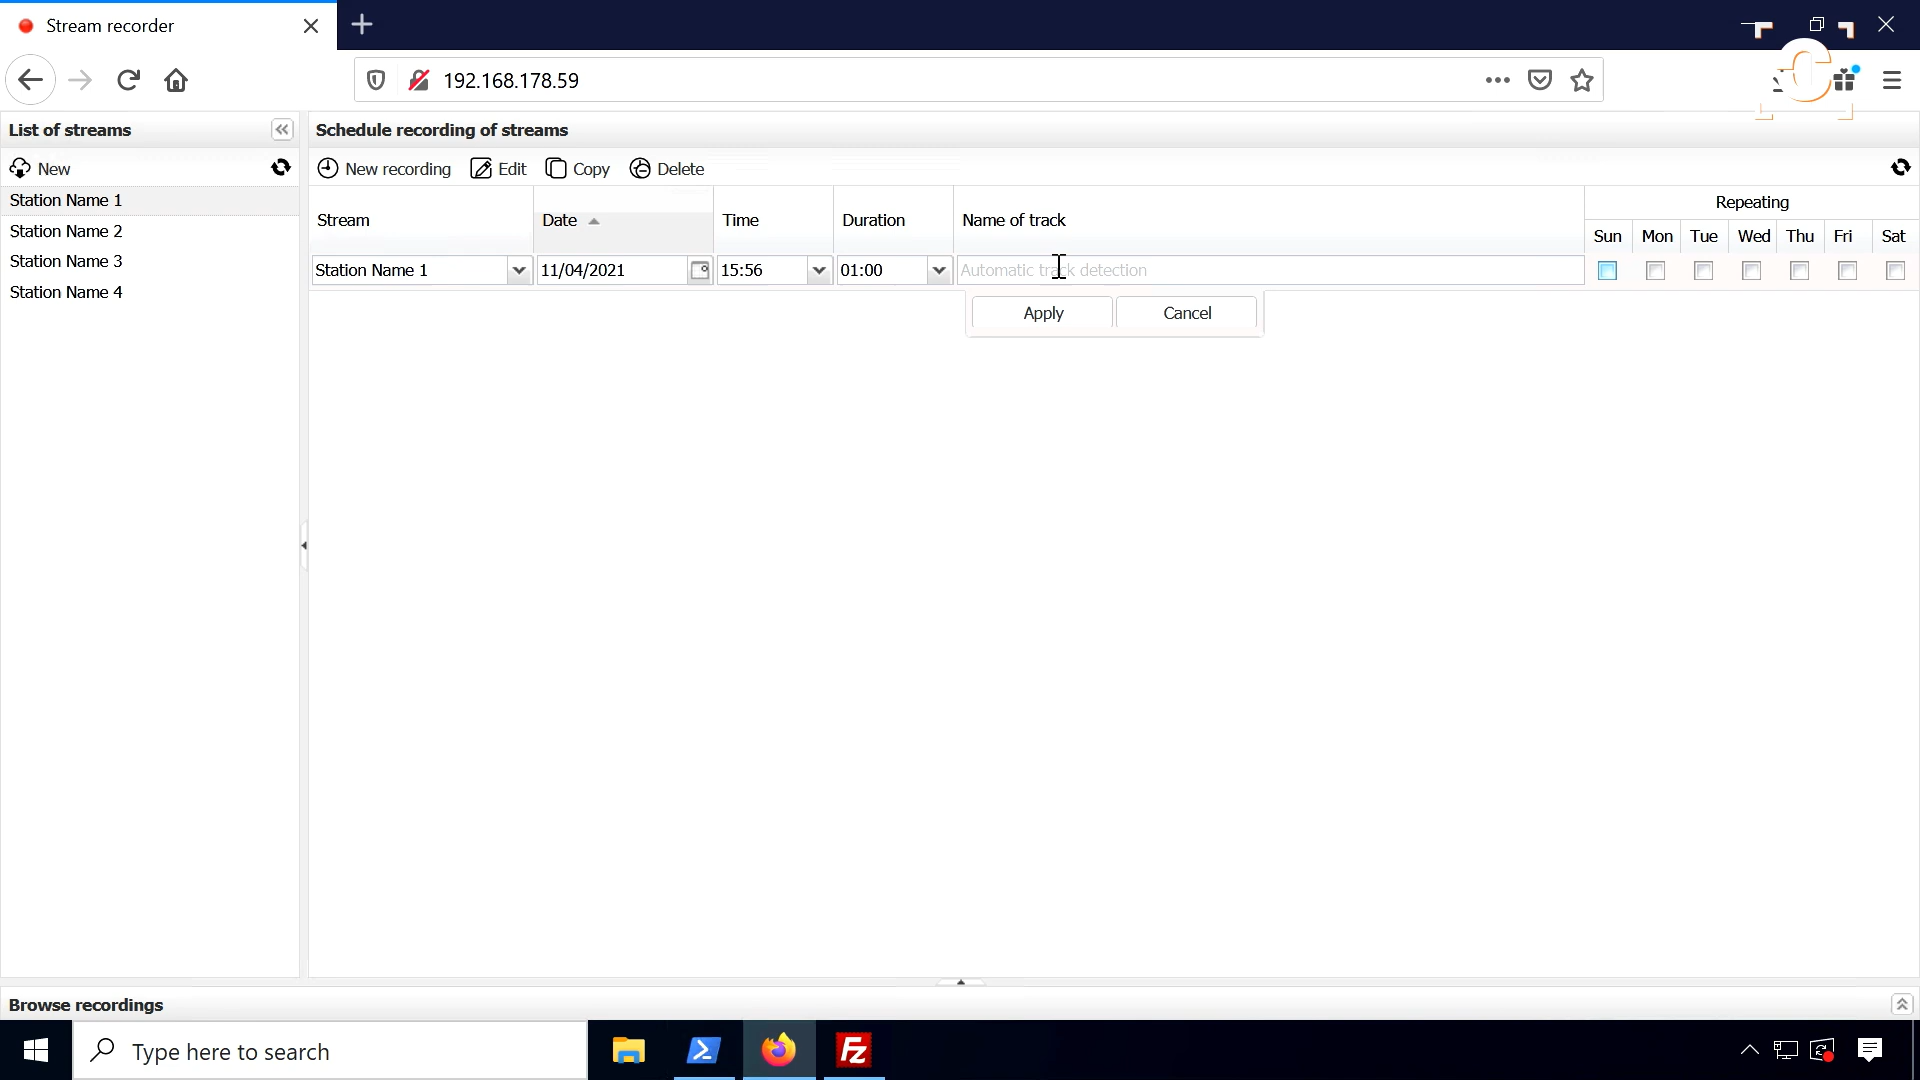 Stream recorder
192.168.178.59
List of streams
Schedule recording of streams
New
New recording
Edit
Copy
Delete
Stream
Date
Time
Duration
Name of track
Repeating
Sun
Mon
Tue
Wed
Thu
Fri
Sat
Station Name 1
Station Name 2
Station Name 3
Station Name 4
Station Name 1
11/04/2021
15:56
01:00
Automatic track detection
Apply
Cancel
Browse recordings
Type here to search
Fz